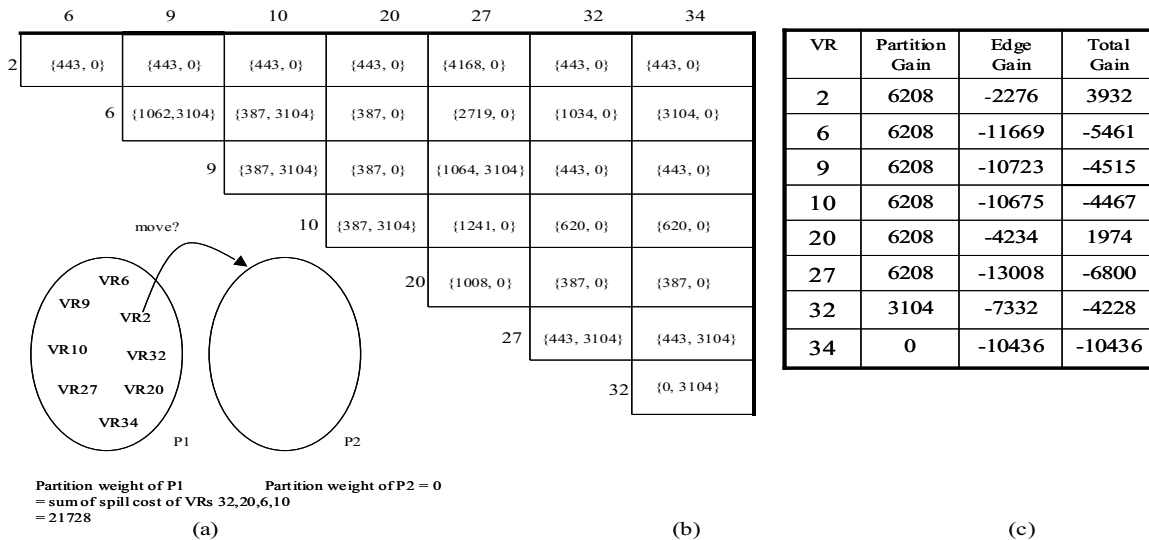 6 9 10 20 27 32 34
2 {443, 0} {443, 0} {443, 0} {443, 0} {4168, 0} {443, 0} {443, 0}
6 {1062,3104} {387, 3104} {387, 0} {2719, 0} {1034, 0} {3104, 0}
9 {387, 3104} {387, 0} {1064, 3104} {443, 0} {443, 0}
10 {387, 3104} {1241, 0} {620, 0} {620, 0}
20 {1008, 0} {387, 0} {387, 0}
27 {443, 3104} {443, 3104}
32 {0, 3104}
move?
VR6
VR9
VR2
VR10
VR32
VR27
VR20
VR34
P1
P2
Partition weight of P1
= sum of spill cost of VRs 32,20,6,10
= 21728
Partition weight of P2 = 0
(a)
(b)
VR Partition Gain Edge Gain Total Gain
2 6208 -2276 3932
6 6208 -11669 -5461
9 6208 -10723 -4515
10 6208 -10675 -4467
20 6208 -4234 1974
27 6208 -13008 -6800
32 3104 -7332 -4228
34 0 -10436 -10436
(c)